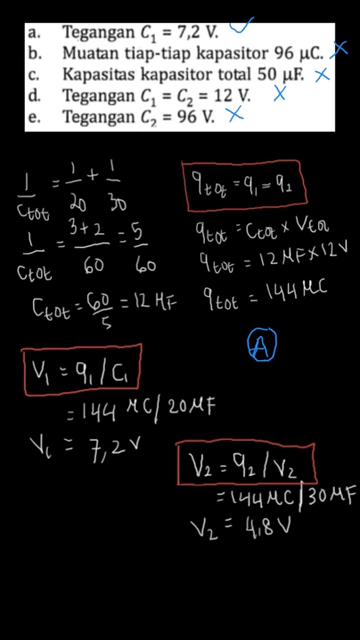 a. Tegangan C₁ = 7,2 V.
b. Muatan tiap-tiap kapasitor 96 μC.
c. Kapasitas kapasitor total 50 μF.
d. Tegangan C₁ = C₂ = 12 V.
e. Tegangan C₂ = 96 V.
1/Ctot = 1/20 + 1/30
1/Ctot = 3+2/60 = 5/60
Ctot = 60/5 = 12 μF
qtot = q₁ = q₂
qtot = Ctot × Vtot
qtot = 12 μF × 12 V
qtot = 144 μC
A
V₁ = q₁ / C₁
= 144 μC / 20 μF
V₁ = 7,2 V
V₂ = q₂ / V₂
= 144 μC / 30 μF
V₂ = 4,8 V